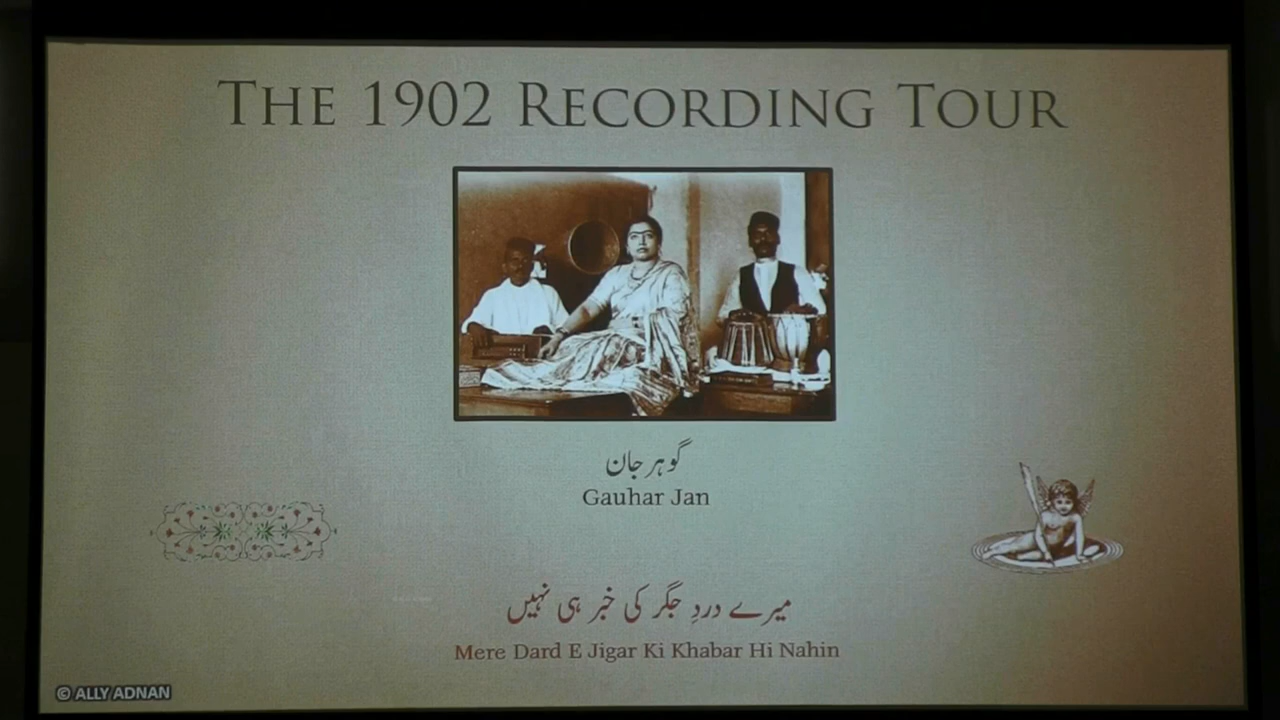 THE 1902 RECORDING TOUR
گوہر جان
Gauhar Jan
میرے دردِ جگر کی خبر ہی نہیں
Mere Dard E Jigar Ki Khabar Hi Nahin
© ALLY ADNAN